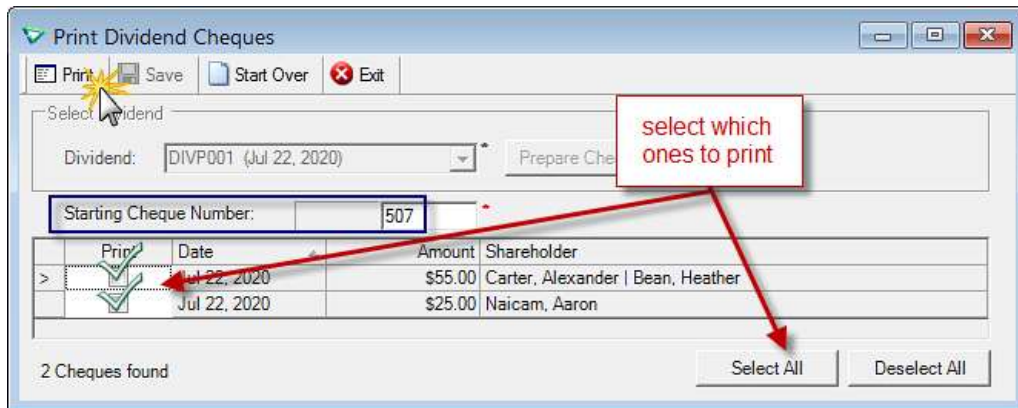 Print Dividend Cheques
Print Save Start Over Exit
Select Dividend
select which
ones to print
Dividend: DIVP001 (Jul 22, 2020) * Prepare Che
Starting Cheque Number: 507 *
Print Date Amount Shareholder
> Jul 22, 2020 $55.00 Carter, Alexander | Bean, Heather
Jul 22, 2020 $25.00 Naicam, Aaron
2 Cheques found Select All Deselect All